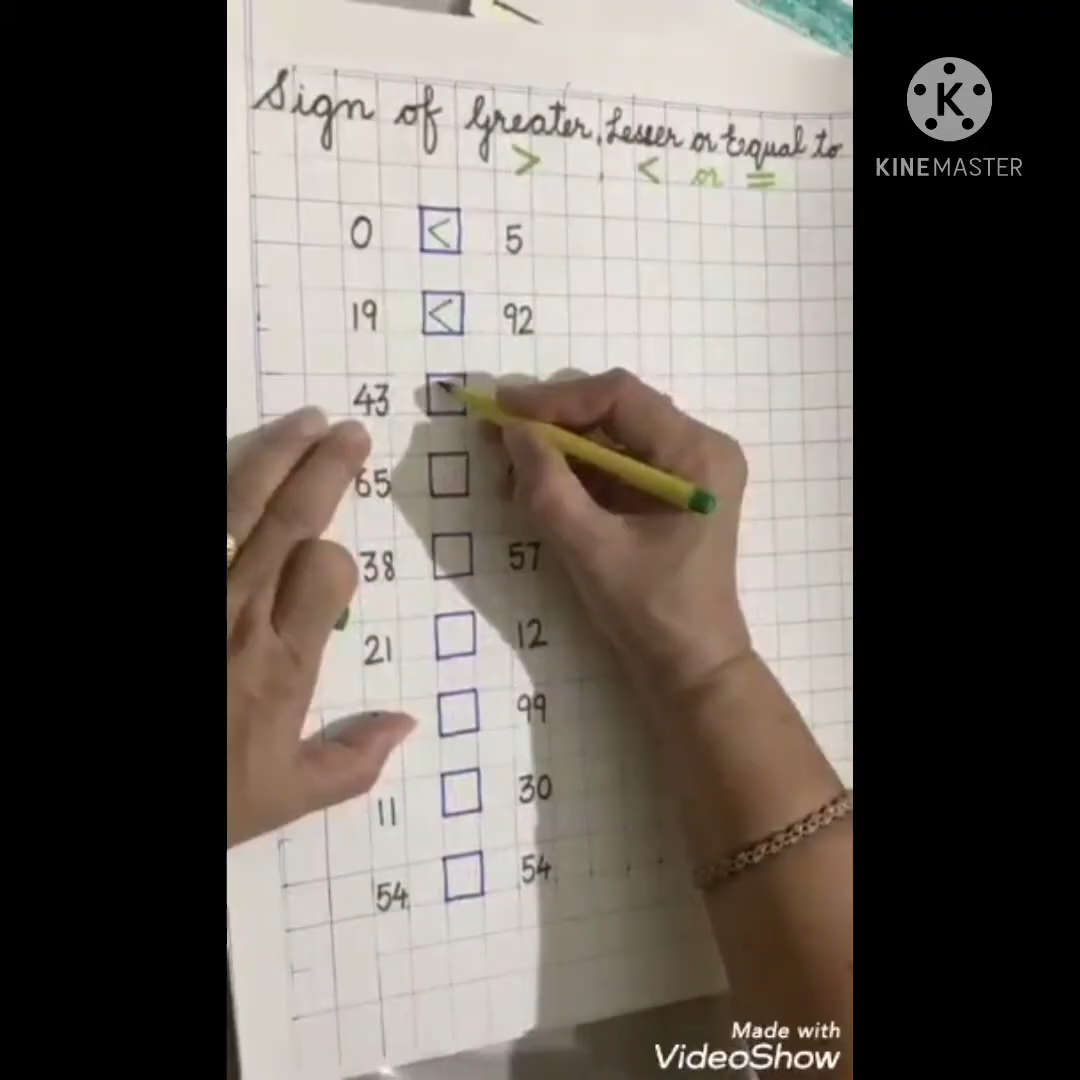 Sign of Greater, Lesser or Equal to
> , < or =
0 < 5
19 < 92
43
65
38 57
21 12
99
11 30
54 54
KINEMASTER
Made with
VideoShow